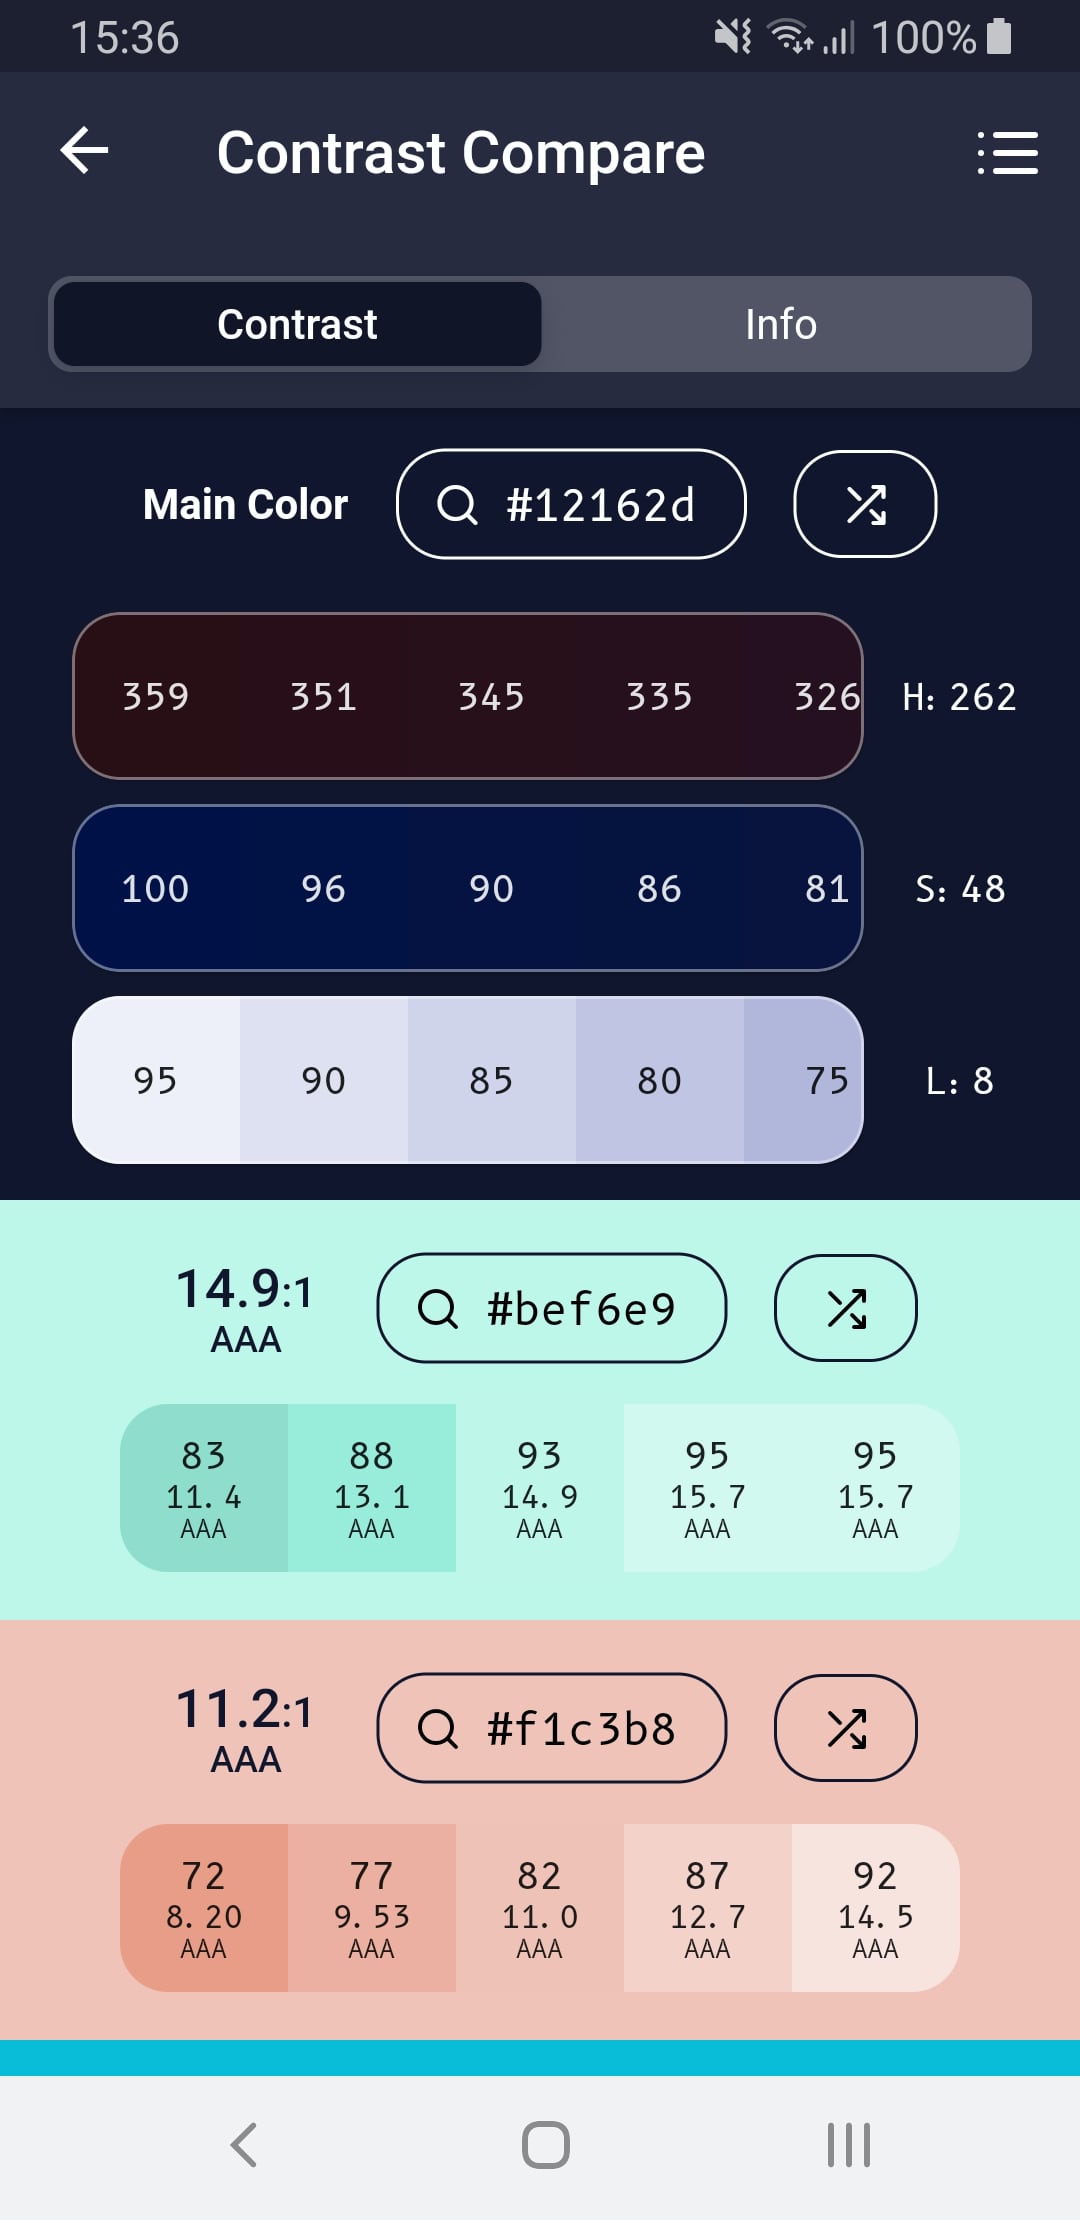 15:36 100%
Contrast Compare
Contrast Info
Main Color #12162d
359 351 345 335 326 H: 262
100 96 90 86 81 S: 48
95 90 85 80 75 L: 8
14.9:1 #bef6e9
AAA
83 88 93 95 95
11.4 13.1 14.9 15.7 15.7
AAA AAA AAA AAA AAA
11.2:1 #f1c3b8
AAA
72 77 82 87 92
8.20 9.53 11.0 12.7 14.5
AAA AAA AAA AAA AAA